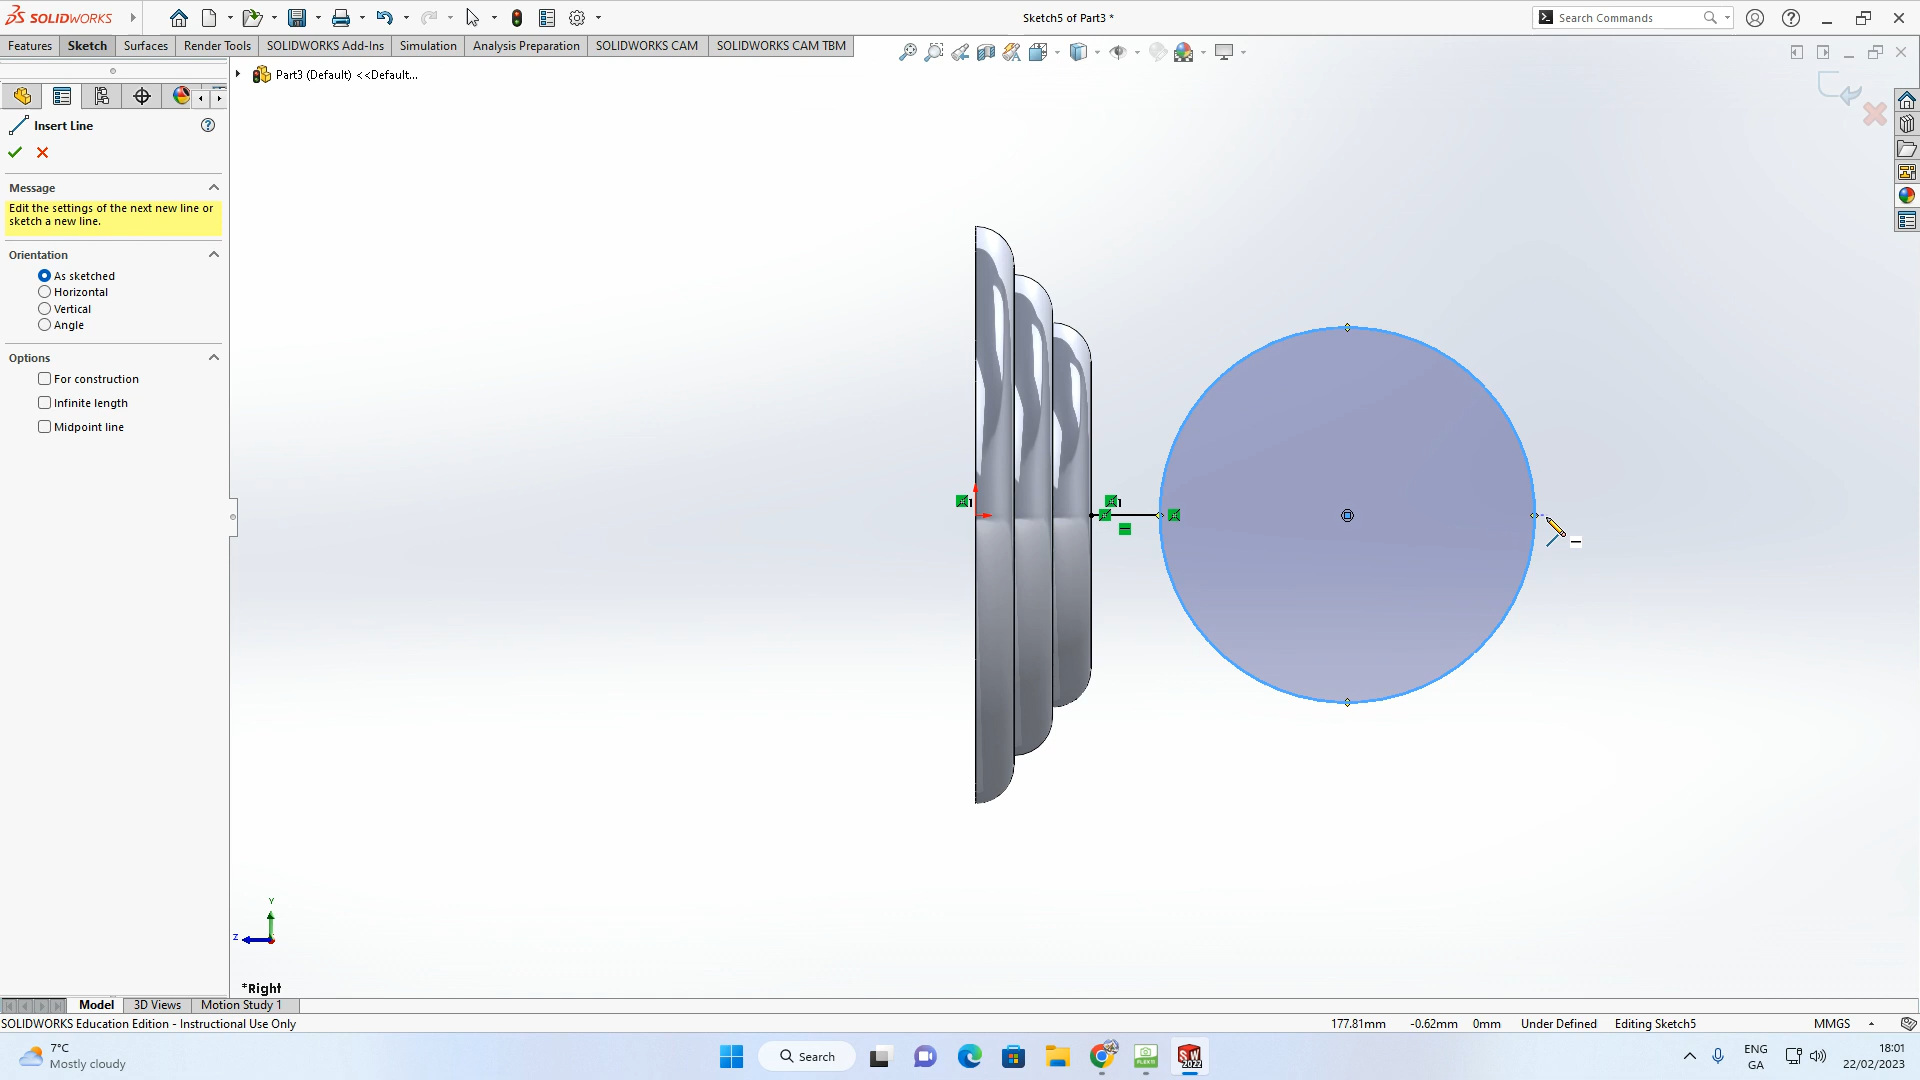 SOLIDWORKS
Sketch5 of Part3 *
Search Commands
Features
Sketch
Surfaces
Render Tools
SOLIDWORKS Add-Ins
Simulation
Analysis Preparation
SOLIDWORKS CAM
SOLIDWORKS CAM TBM
Part3 (Default) <<Default...
Insert Line
Message
Edit the settings of the next new line or
sketch a new line.
Orientation
As sketched
Horizontal
Vertical
Angle
Options
For construction
Infinite length
Midpoint line
1
1
Y
Z
*Right
Model
3D Views
Motion Study 1
SOLIDWORKS Education Edition - Instructional Use Only
177.81mm
-0.62mm
0mm
Under Defined
Editing Sketch5
MMGS
7°C
Mostly cloudy
Search
SW
2022
ENG
GA
18:01
22/02/2023